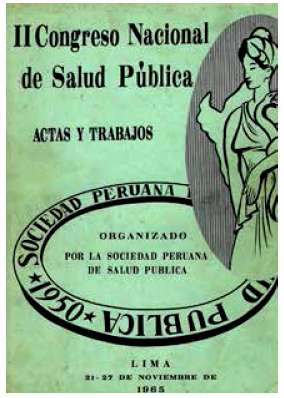 II Congreso Nacional
de Salud Pública
ACTAS Y TRABAJOS
SOCIEDAD PERUANA
ORGANIZADO
POR LA SOCIEDAD PERUANA
DE SALUD PUBLICA
D PUBLICA ★ 1950 ★
LIMA
21-27 DE NOVIEMBRE DE
1965